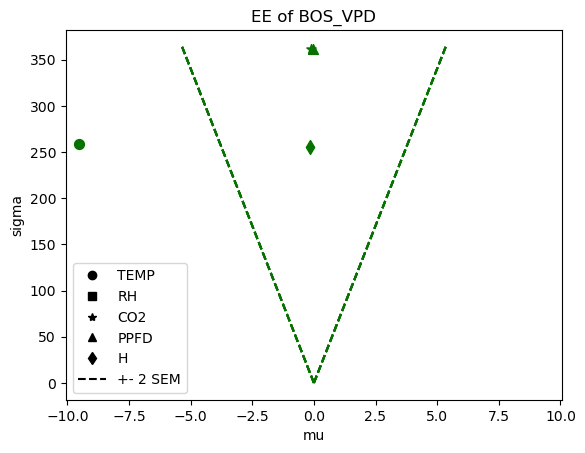 EE of BOS_VPD
sigma
350
300
250
200
150
100
50
0
TEMP
RH
CO2
PPFD
H
+- 2 SEM
−10.0 −7.5 −5.0 −2.5 0.0 2.5 5.0 7.5 10.0
mu